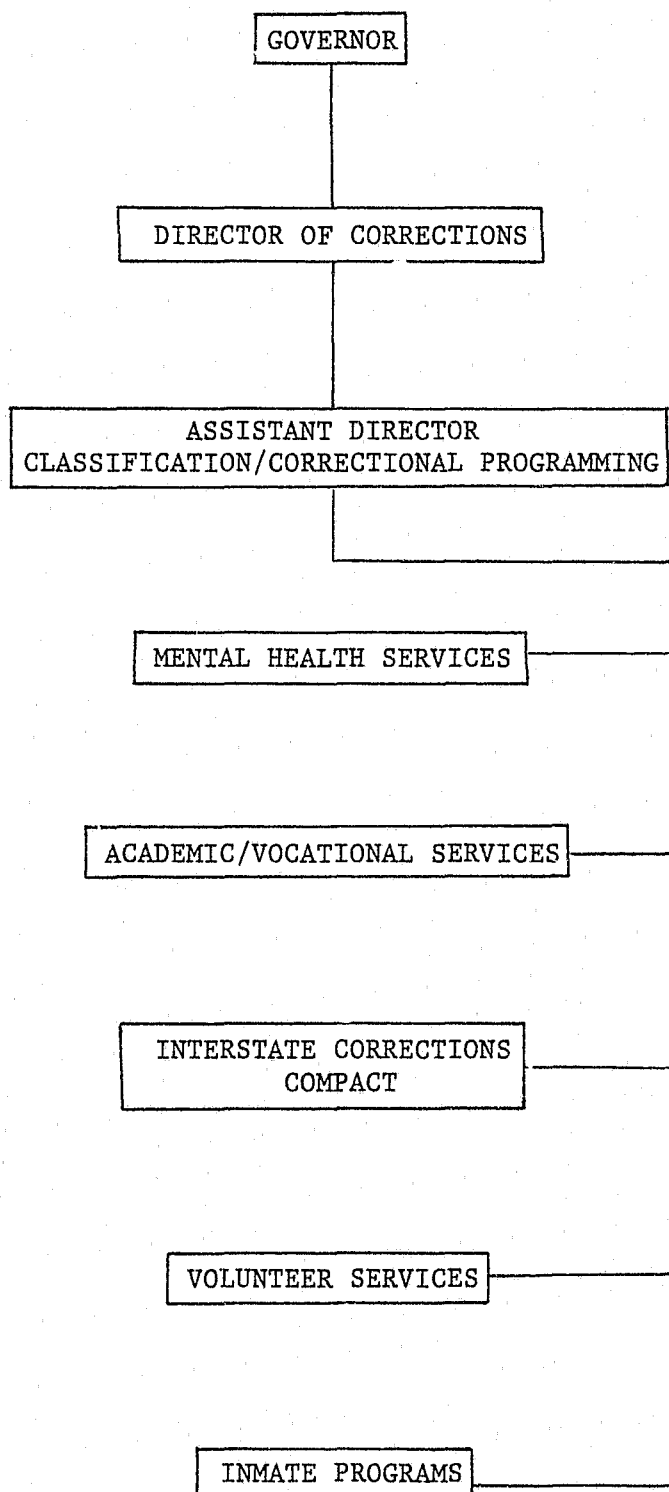 GOVERNOR
DIRECTOR OF CORRECTIONS
ASSISTANT DIRECTOR
CLASSIFICATION/CORRECTIONAL PROGRAMMING
MENTAL HEALTH SERVICES
ACADEMIC/VOCATIONAL SERVICES
INTERSTATE CORRECTIONS
COMPACT
VOLUNTEER SERVICES
INMATE PROGRAMS